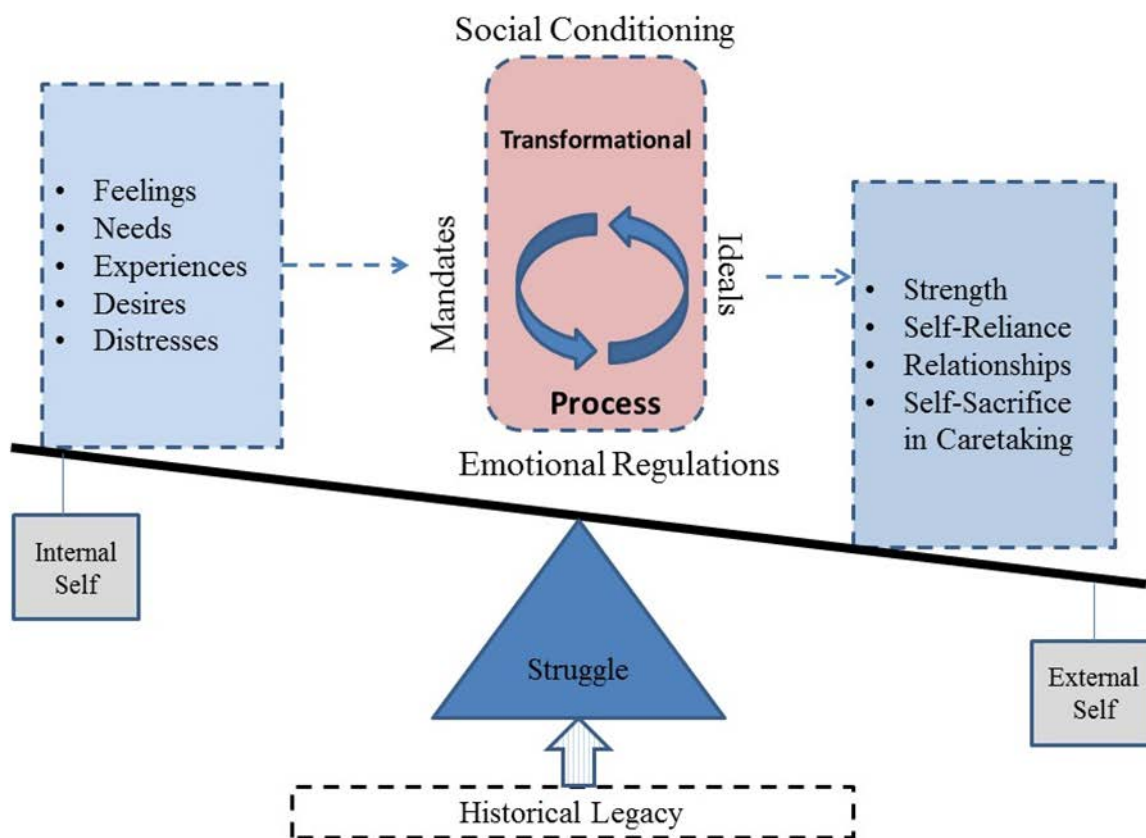 Social Conditioning
Transformational
• Feelings
• Needs
• Experiences
• Desires
• Distresses
Mandates
Ideals
• Strength
• Self-Reliance
• Relationships
• Self-Sacrifice
in Caretaking
Process
Emotional Regulations
Internal
Self
Struggle
External
Self
Historical Legacy